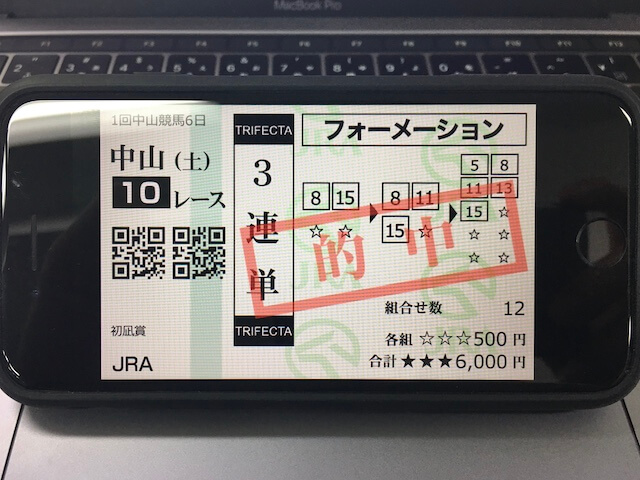 MacBook Pro
1回中山競馬6日
中山(土)
10レース
初凪賞
JRA
TRIFECTA
3連単
TRIFECTA
フォーメーション
8 15
☆ ☆
8 11
15 ☆
5 8
11 13
15 ☆
☆ ☆
☆ ☆
的中
組合せ数 12
各組 ☆☆☆500円
合計★★★6,000円